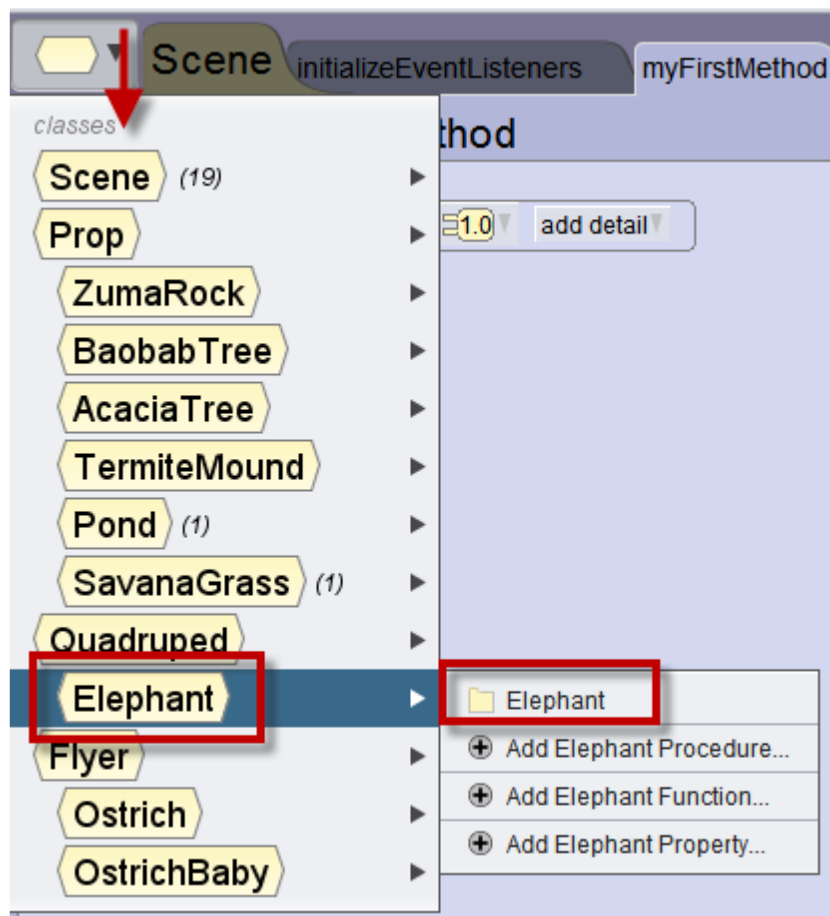 Scene initializeEventListeners myFirstMethod
classes
thod
Scene (19)
Prop
1.0 add detail
ZumaRock
BaobabTree
AcaciaTree
TermiteMound
Pond (1)
SavanaGrass (1)
Quadruped
Elephant
Elephant
Flyer
Add Elephant Procedure...
Add Elephant Function...
Ostrich
Add Elephant Property...
OstrichBaby